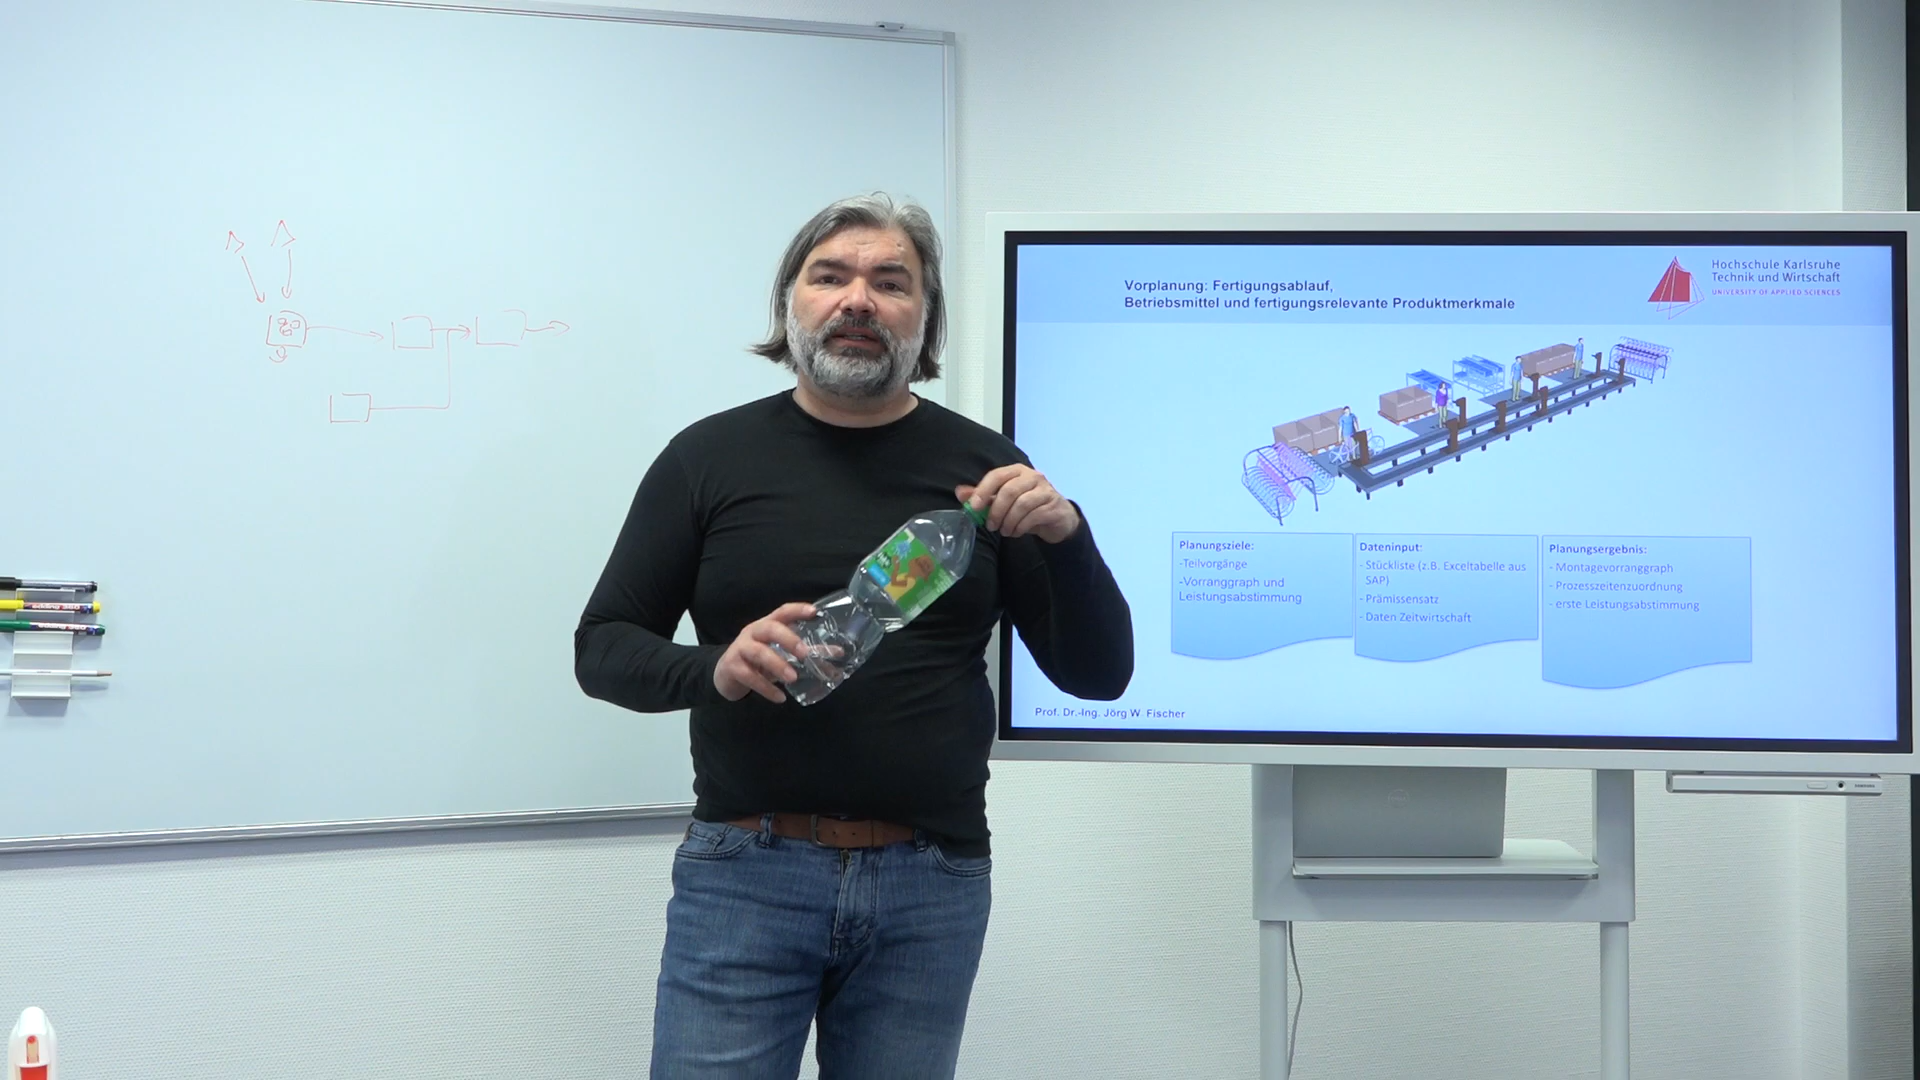 Vorplanung: Fertigungsablauf,
Betriebsmittel und fertigungsrelevante Produktmerkmale
Hochschule Karlsruhe
Technik und Wirtschaft
UNIVERSITY OF APPLIED SCIENCES
Planungsziele:
-Teilvorgänge
-Vorranggraph und
Leistungsabstimmung
Dateninput:
- Stückliste (z.B. Exceltabelle aus
SAP)
- Prämissensatz
- Daten Zeitwirtschaft
Planungsergebnis:
- Montagevorranggraph
- Prozesszeitenzuordnung
- erste Leistungsabstimmung
Prof. Dr.-Ing. Jörg W. Fischer
SAMSUNG
DELL